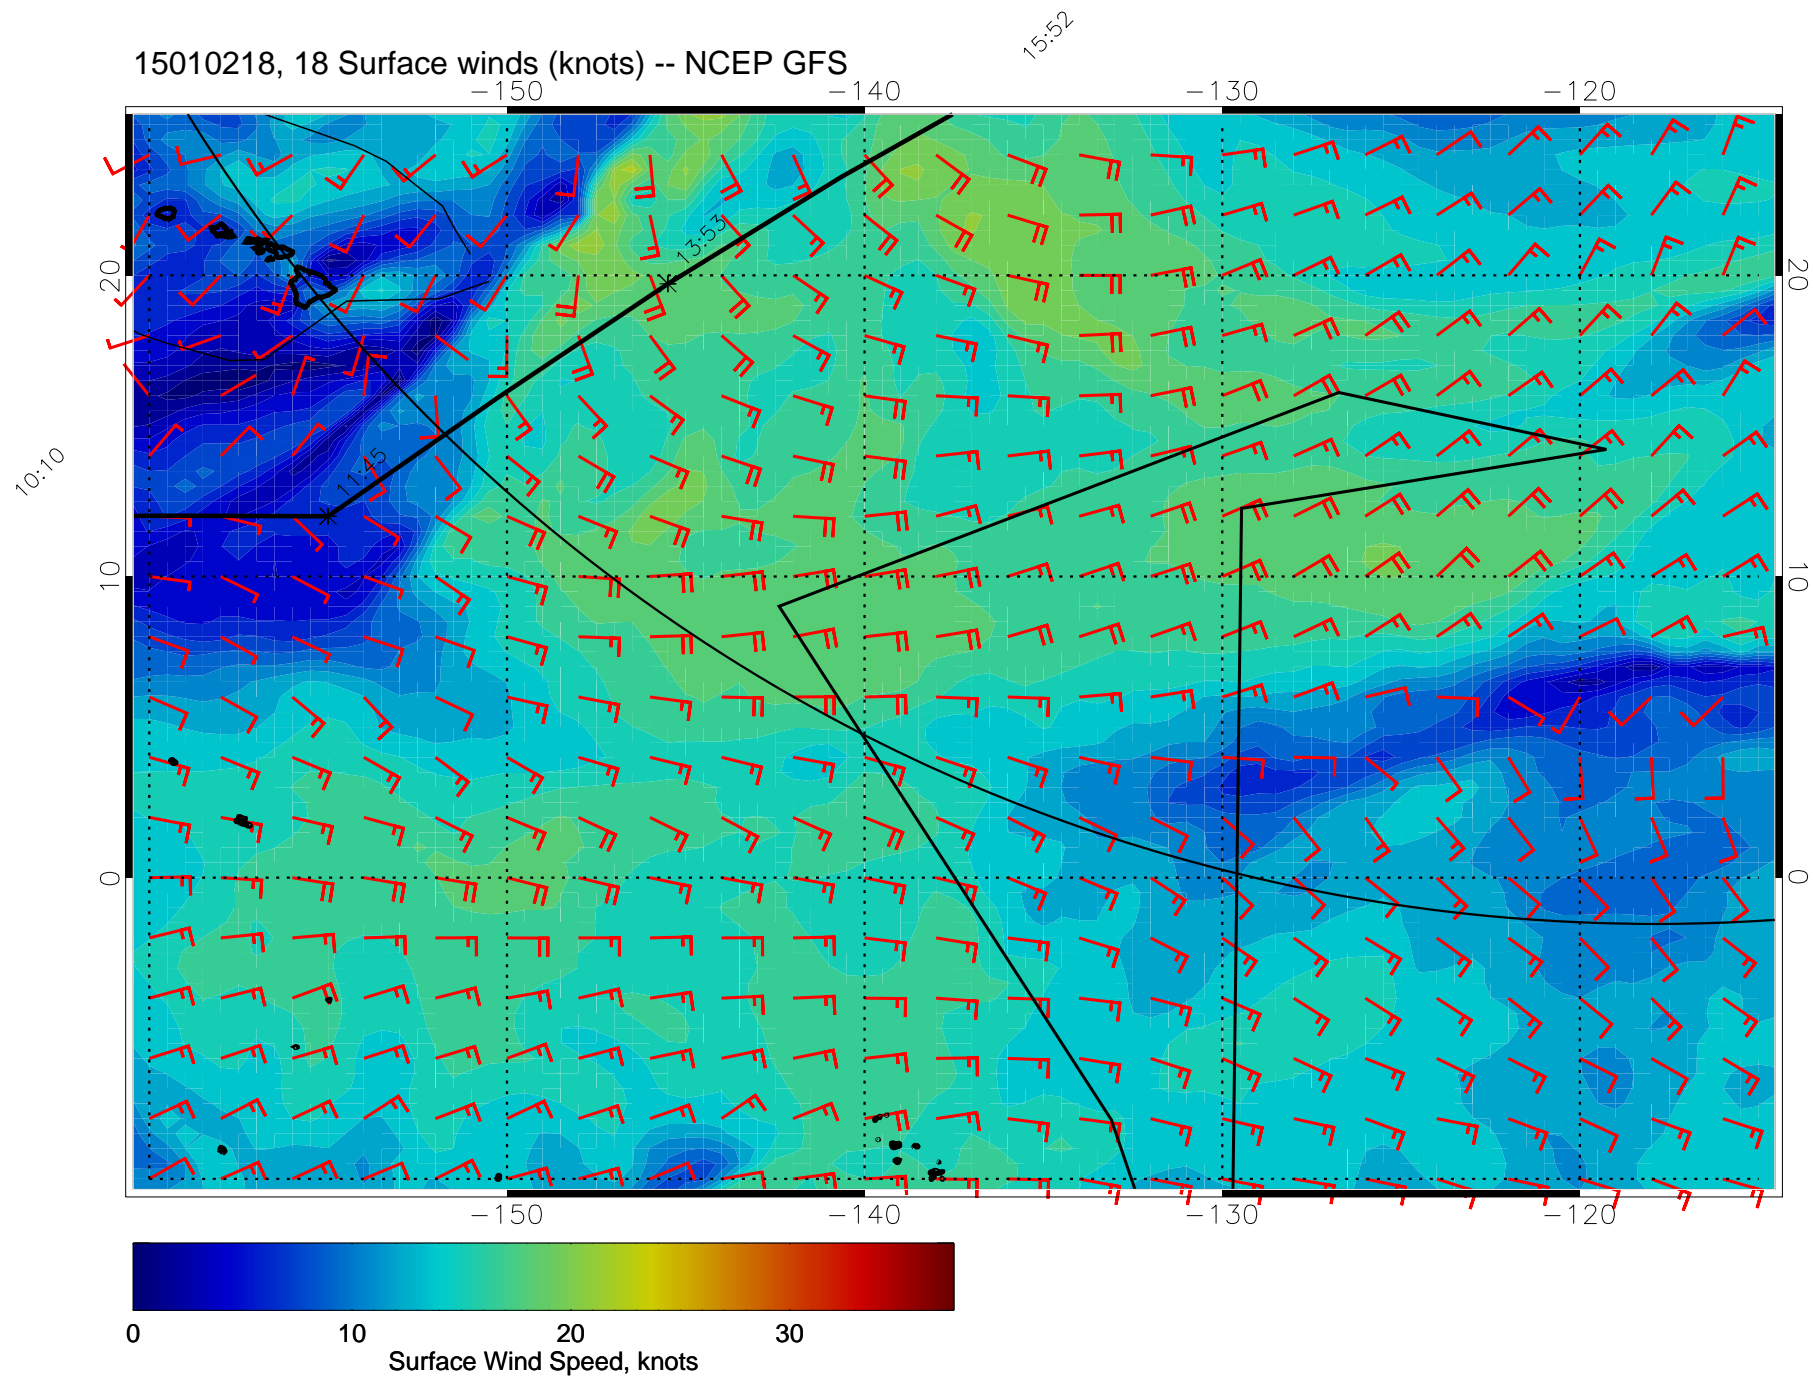 15:52
15010218, 18 Surface winds (knots) -- NCEP GFS
-150 -140 -130 -120
13:53
20 20
11:45
10:10
10 10
0 0
-150 -140 -130 -120
0 10 20 30
Surface Wind Speed, knots